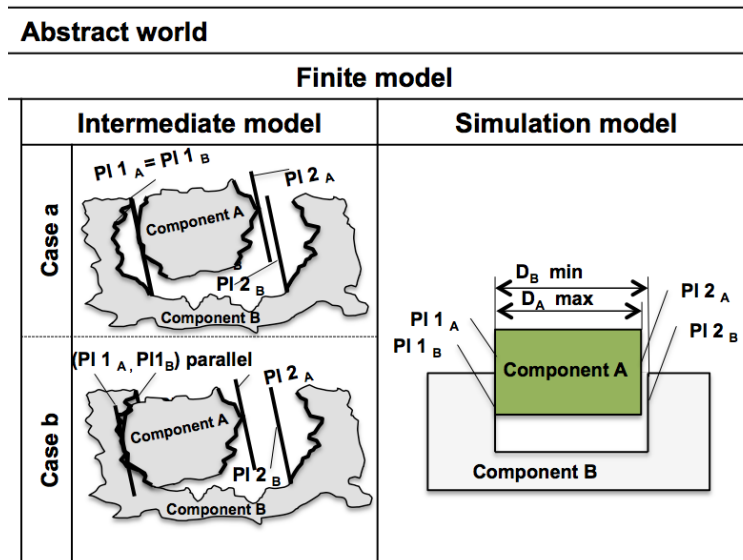 Abstract world
Finite model
Intermediate model
Simulation model
Case a
Pl 1 A = Pl 1 B
Pl 2 A
Component A
B
Pl 2 B
Component B
Case b
(Pl 1 A, Pl1B) parallel
Pl 2 A
Component A
Pl 2 B
Component B
D B min
D A max
Pl 1 A
Pl 1 B
Pl 2 A
Pl 2 B
Component A
Component B